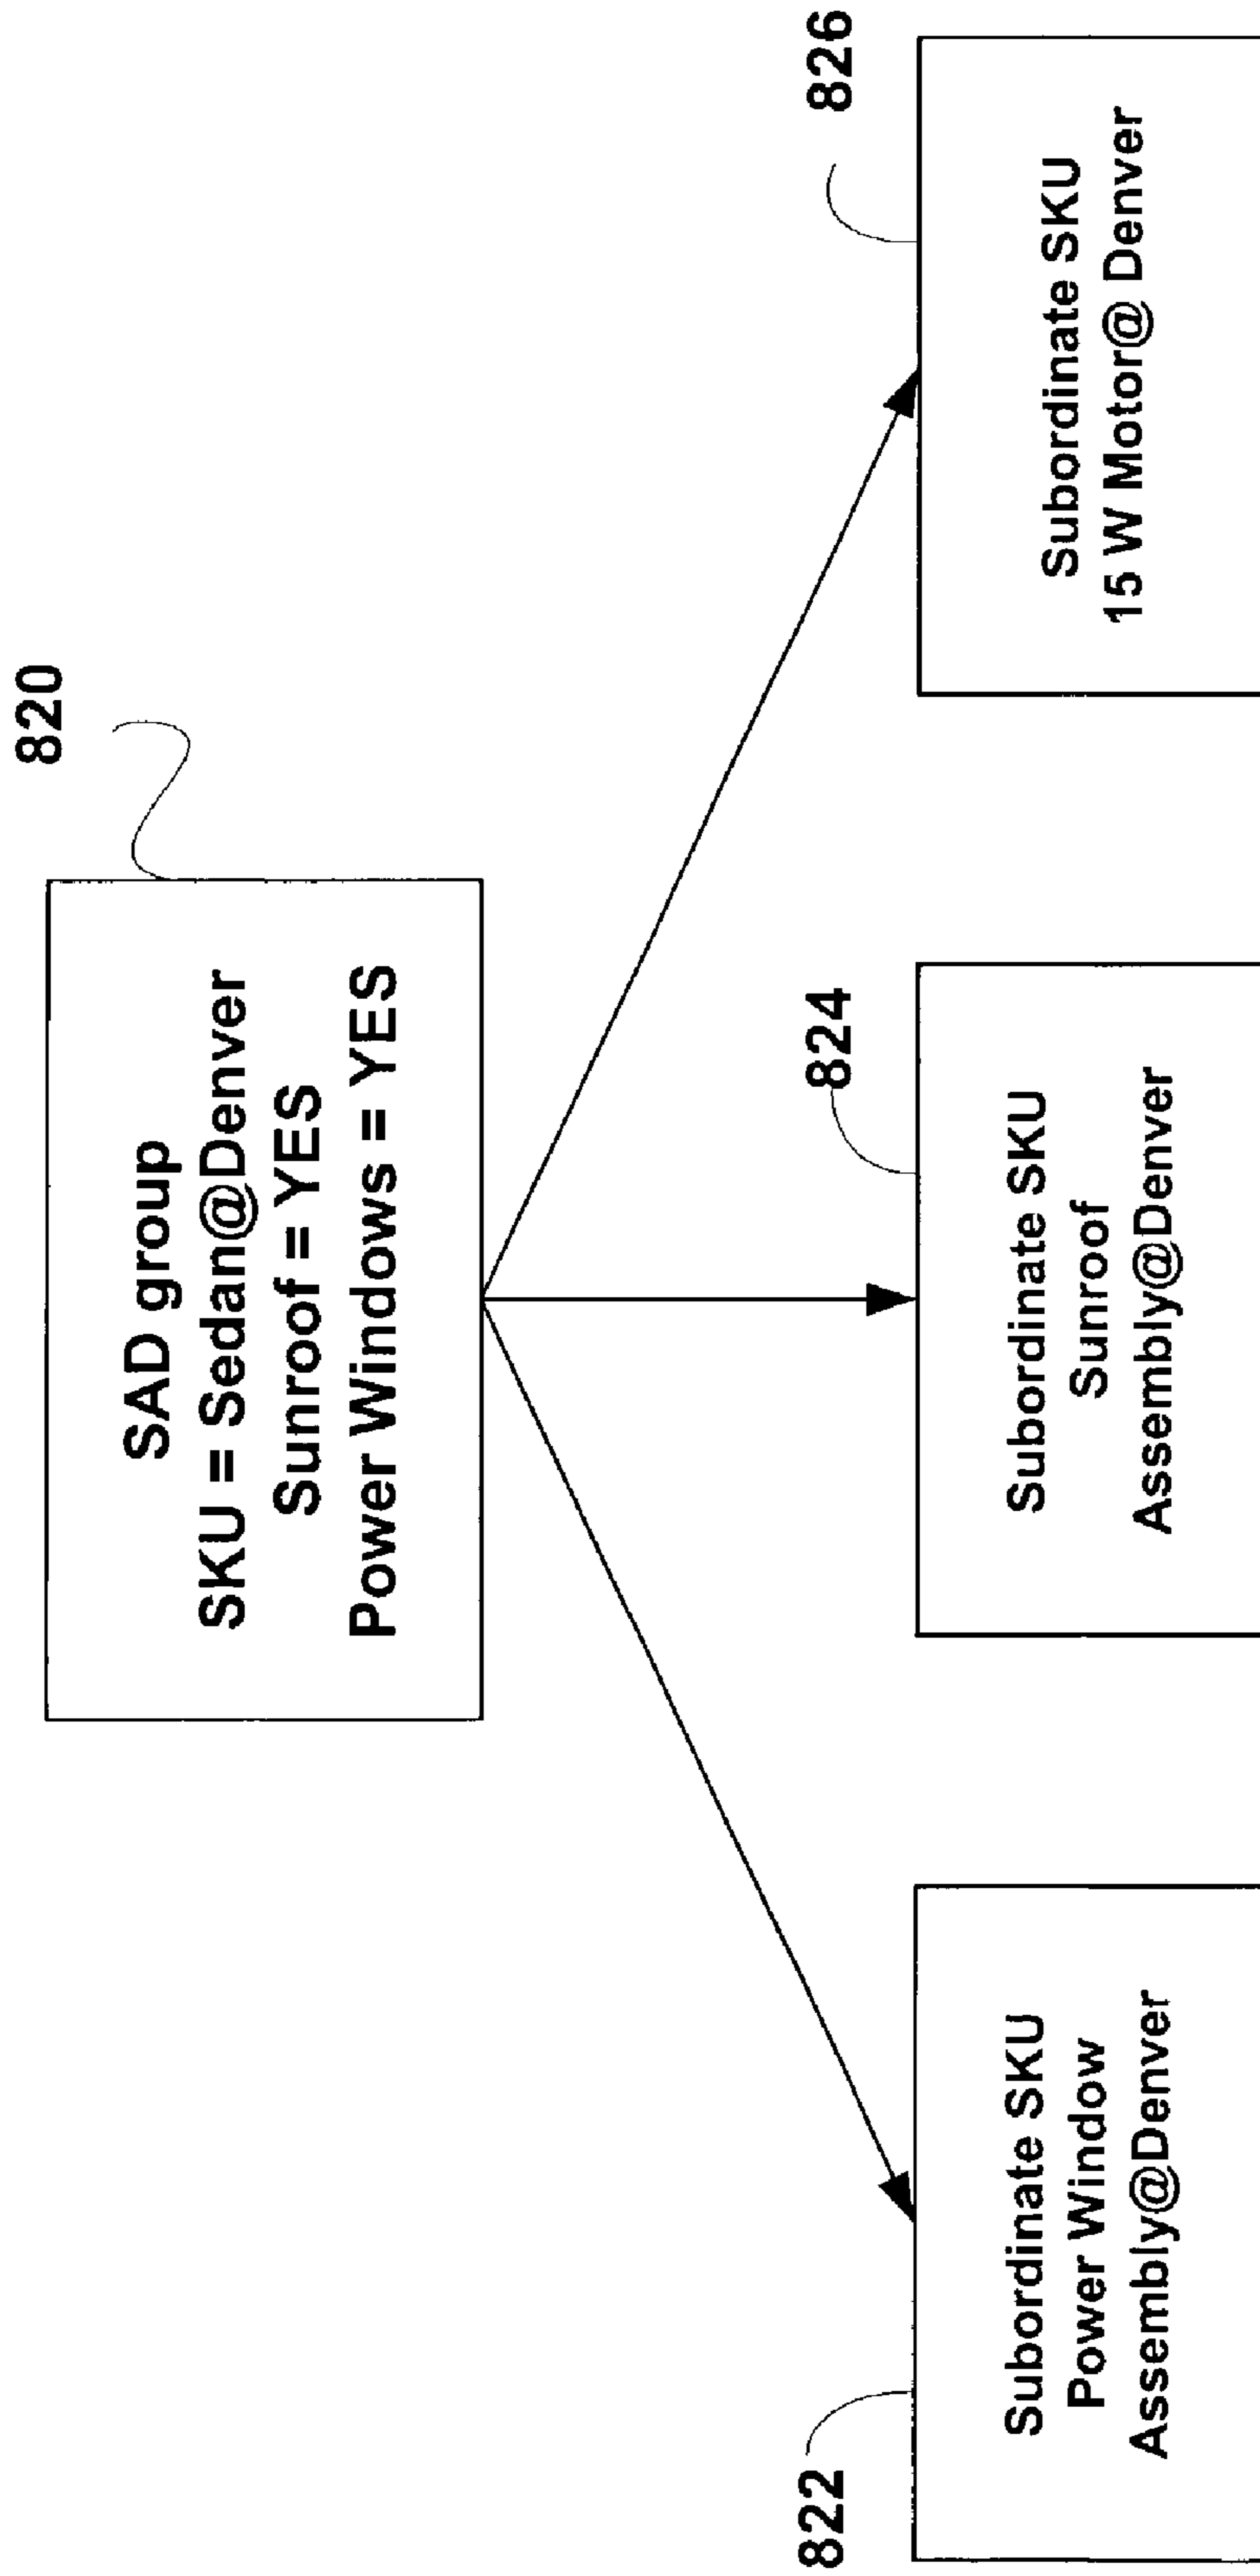 820
SAD group
SKU = Sedan@Denver
Sunroof = YES
Power Windows = YES
822
Subordinate SKU
Power Window
Assembly@Denver
824
Subordinate SKU
Sunroof
Assembly@Denver
826
Subordinate SKU
15 W Motor@ Denver